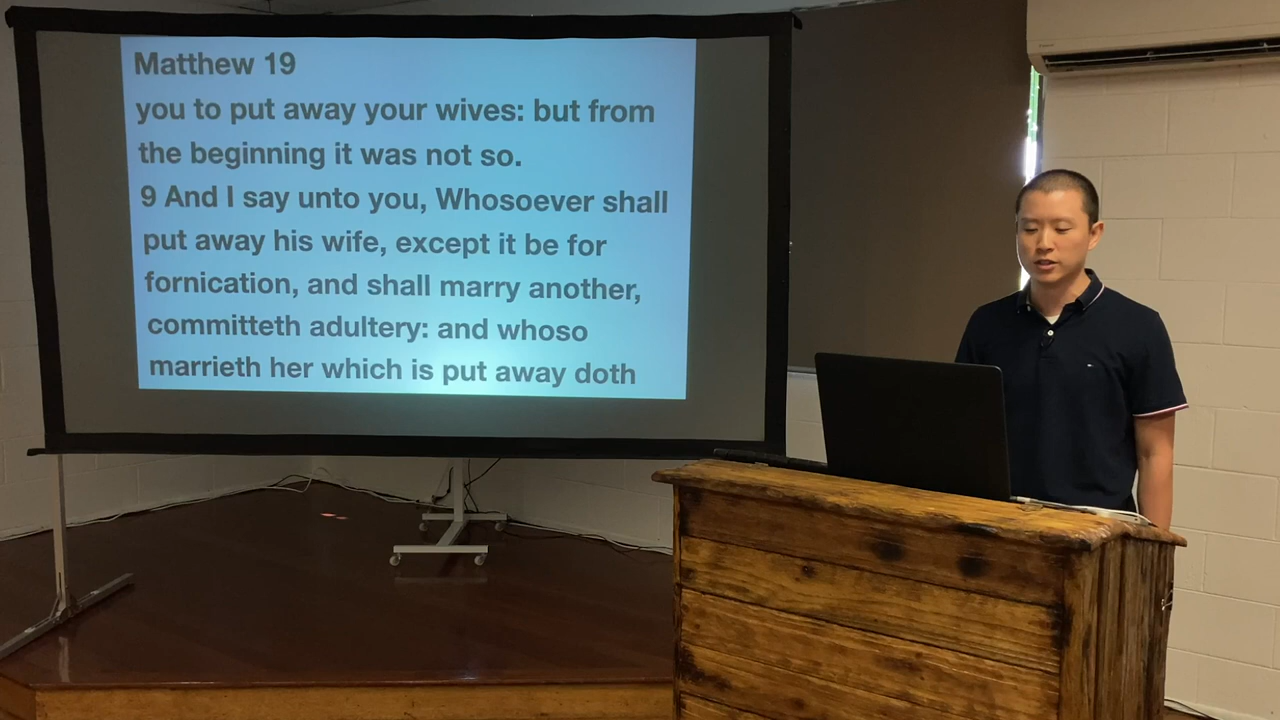 Matthew 19
you to put away your wives: but from
the beginning it was not so.
9 And I say unto you, Whosoever shall
put away his wife, except it be for
fornication, and shall marry another,
committeth adultery: and whoso
marrieth her which is put away doth